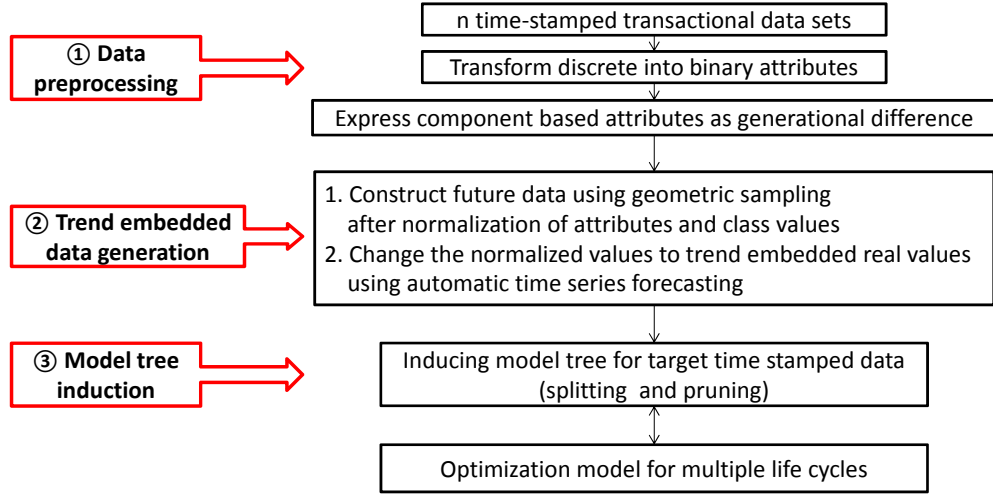 n time-stamped transactional data sets
① Data
preprocessing
Transform discrete into binary attributes
Express component based attributes as generational difference
② Trend embedded
data generation
1. Construct future data using geometric sampling
after normalization of attributes and class values
2. Change the normalized values to trend embedded real values
using automatic time series forecasting
③ Model tree
induction
Inducing model tree for target time stamped data
(splitting and pruning)
Optimization model for multiple life cycles